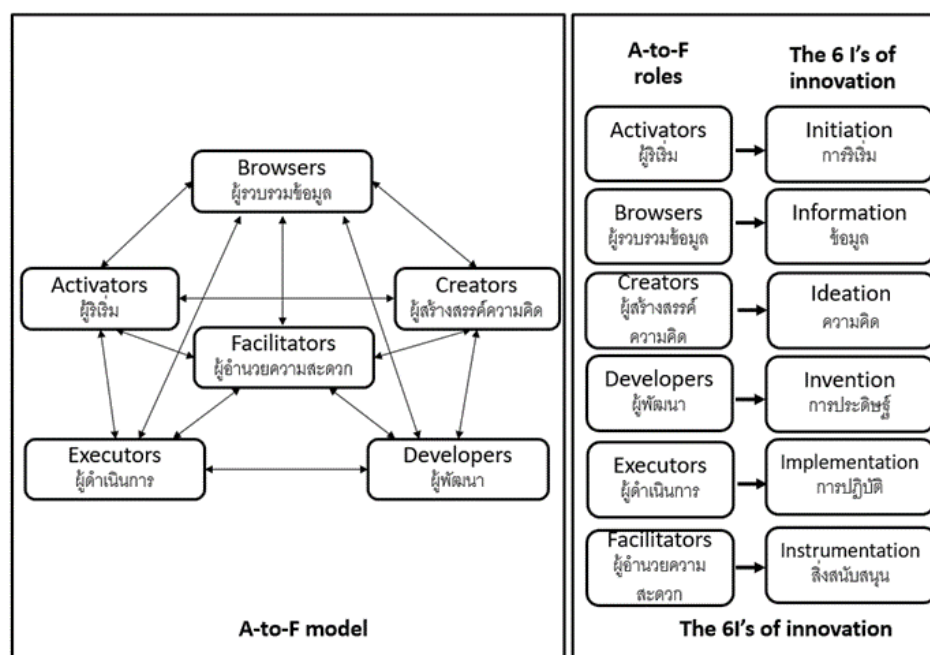 Browsers
ผู้รวบรวมข้อมูล
Activators
ผู้ริเริ่ม
Creators
ผู้สร้างสรรค์ความคิด
Facilitators
ผู้อำนวยความสะดวก
Executors
ผู้ดำเนินการ
Developers
ผู้พัฒนา
A-to-F model
A-to-F
roles
The 6 I's of
innovation
Activators
ผู้ริเริ่ม
Initiation
การริเริ่ม
Browsers
ผู้รวบรวมข้อมูล
Information
ข้อมูล
Creators
ผู้สร้างสรรค์
ความคิด
Ideation
ความคิด
Developers
ผู้พัฒนา
Invention
การประดิษฐ์
Executors
ผู้ดำเนินการ
Implementation
การปฏิบัติ
Facilitators
ผู้อำนวยความ
สะดวก
Instrumentation
สิ่งสนับสนุน
The 6I's of innovation